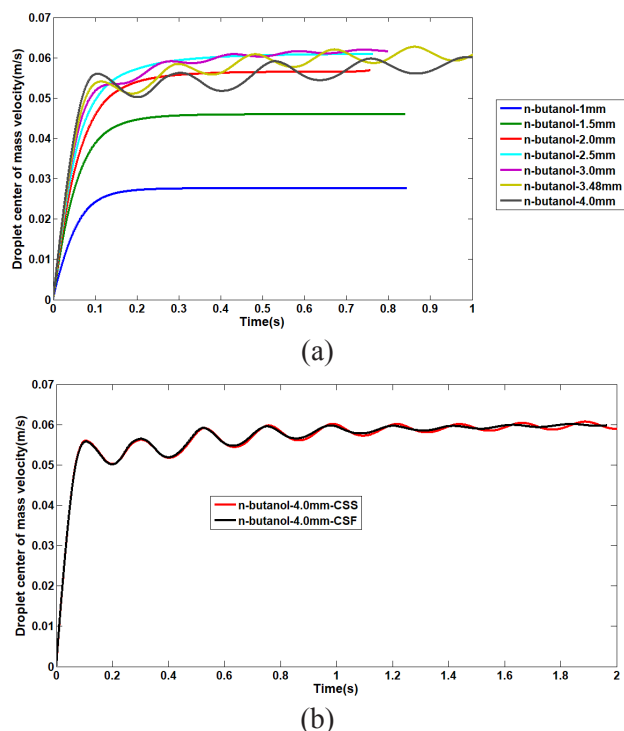 0.07
0.06
0.05
0.04
0.03
0.02
0.01
0
Droplet center of mass velocity(m/s)
0 0.1 0.2 0.3 0.4 0.5 0.6 0.7 0.8 0.9 1
Time(s)
n-butanol-1mm
n-butanol-1.5mm
n-butanol-2.0mm
n-butanol-2.5mm
n-butanol-3.0mm
n-butanol-3.48mm
n-butanol-4.0mm
(a)
0.07
0.06
0.05
0.04
0.03
0.02
0.01
0
Droplet center of mass velocity(m/s)
n-butanol-4.0mm-CSS
n-butanol-4.0mm-CSF
0 0.2 0.4 0.6 0.8 1 1.2 1.4 1.6 1.8 2
Time(s)
(b)